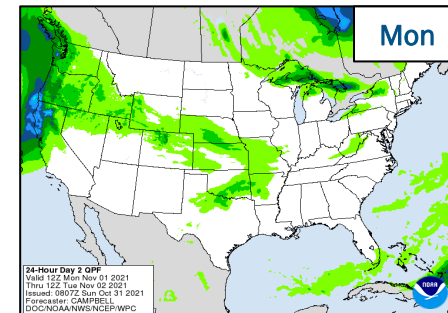 Mon
24-Hour Day 2 QPF
Valid 12Z Mon Nov 01 2021
Thru 12Z Tue Nov 02 2021
Issued: 0807Z Sun Oct 31 2021
Forecaster: CAMPBELL
DOC/NOAA/NWS/NCEP/WPC
noaa